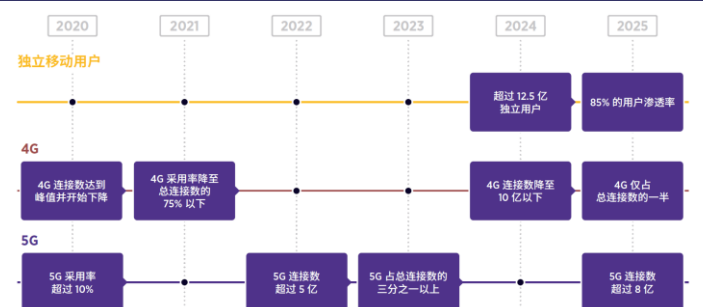 2020 2021 2022 2023 2024 2025
独立移动用户
超过 12.5 亿
独立用户
85% 的用户渗透率
4G
4G 连接数达到
峰值并开始下降
4G 采用率降至
总连接数的
75% 以下
4G 连接数降至
10 亿以下
4G 仅占
总连接数的一半
5G
5G 采用率
超过 10%
5G 连接数
超过 5 亿
5G 占总连接数的
三分之一以上
5G 连接数
超过 8 亿